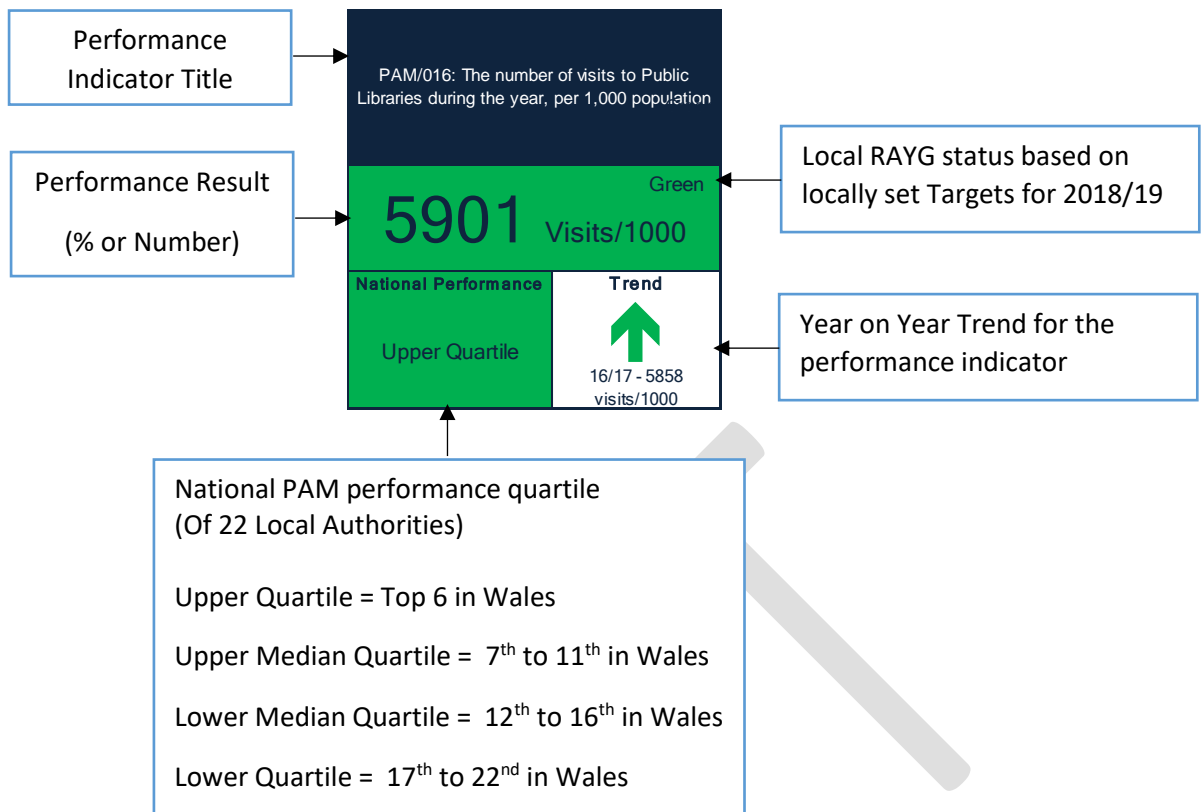 Performance
Indicator Title
PAM/016: The number of visits to Public
Libraries during the year, per 1,000 population
Performance Result
(% or Number)
Green
5901 Visits/1000
Local RAYG status based on
locally set Targets for 2018/19
National Performance
Upper Quartile
Trend
16/17 - 5858
visits/1000
Year on Year Trend for the
performance indicator
National PAM performance quartile
(Of 22 Local Authorities)
Upper Quartile = Top 6 in Wales
Upper Median Quartile = 7th to 11th in Wales
Lower Median Quartile = 12th to 16th in Wales
Lower Quartile = 17th to 22nd in Wales